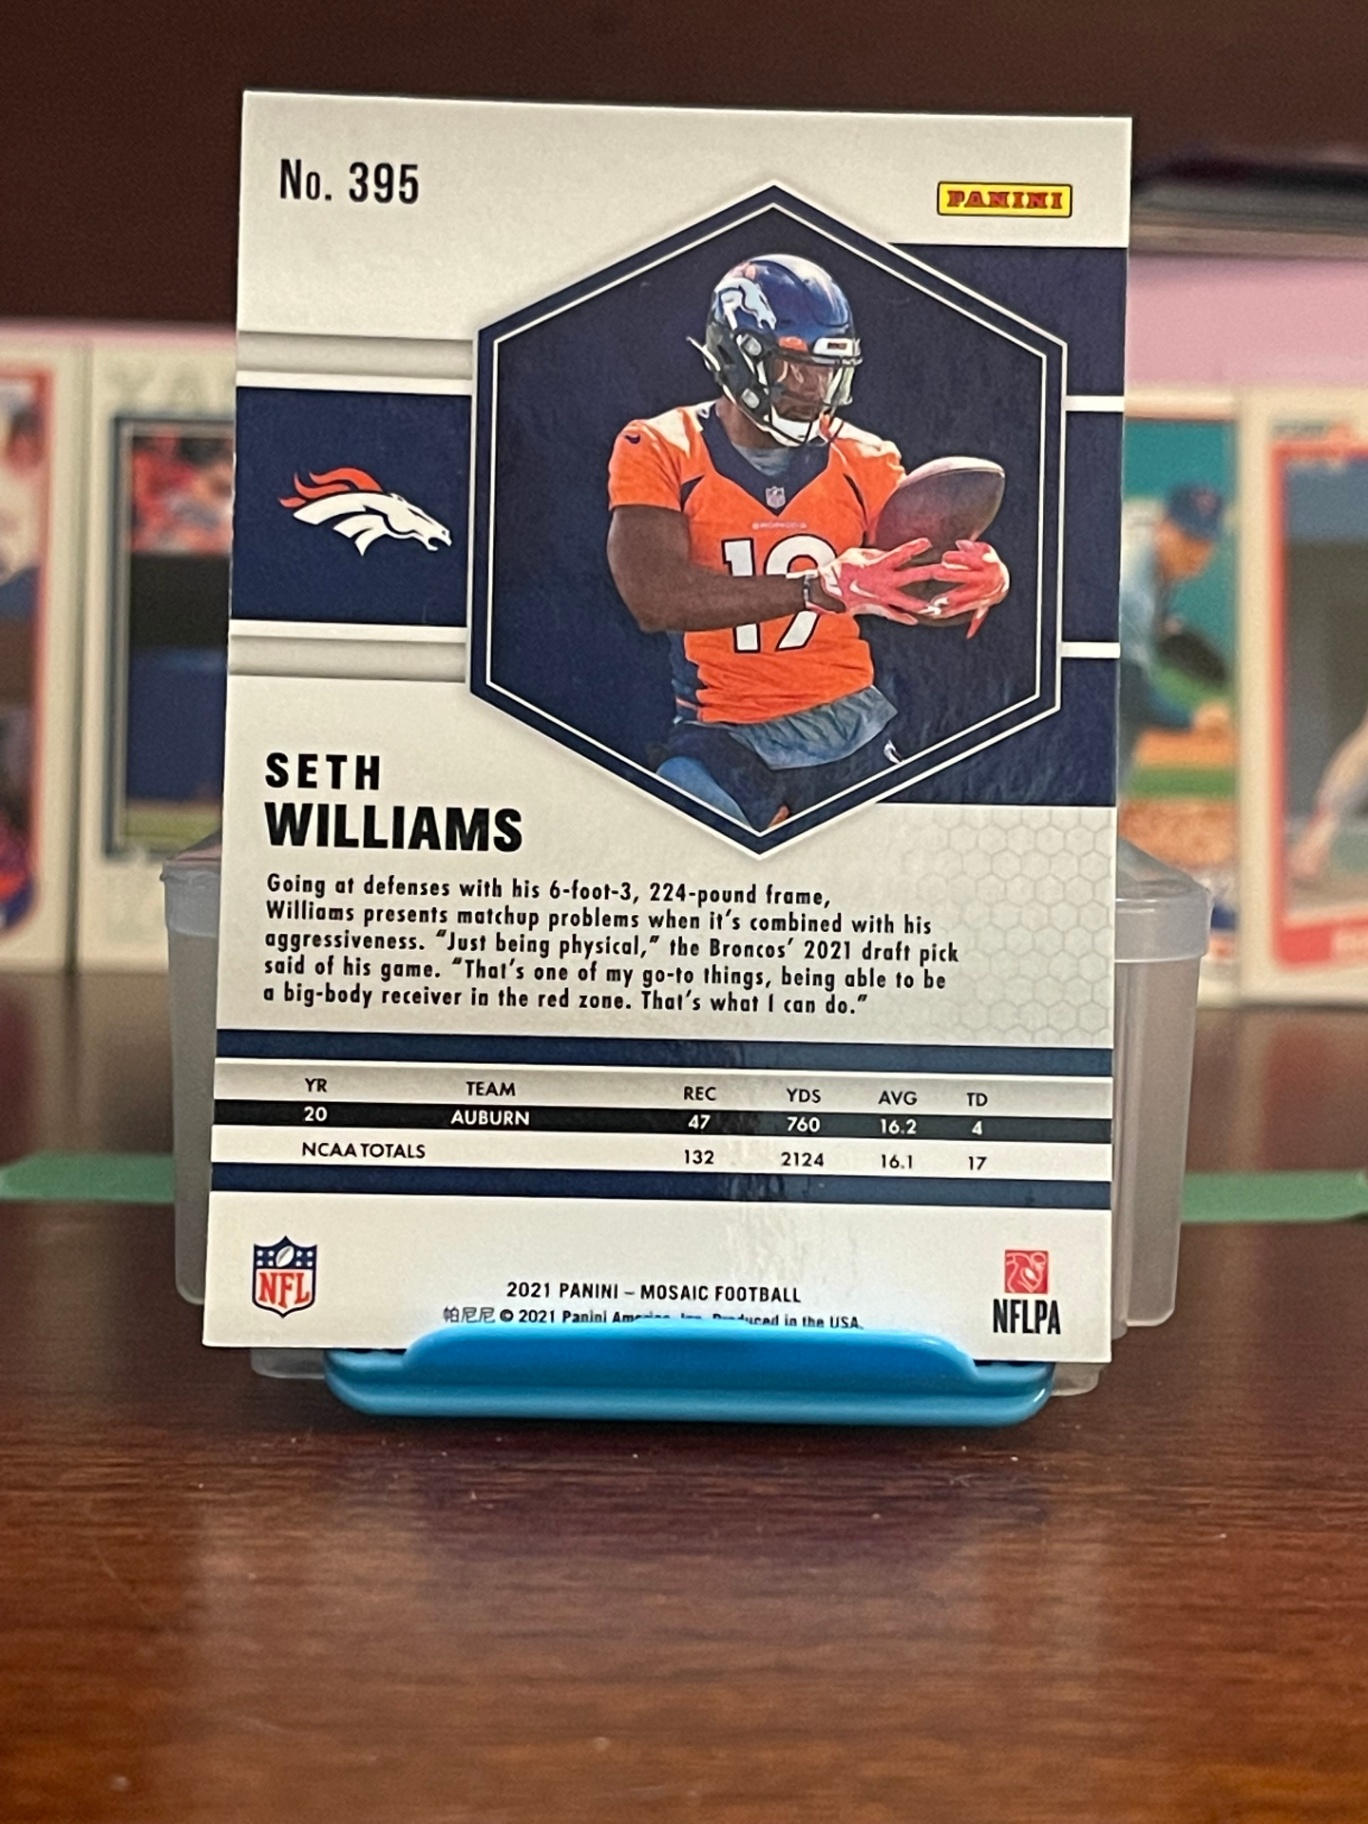 No. 395
PANINI
BRONCOS
19
SETH
WILLIAMS
Going at defenses with his 6-foot-3, 224-pound frame,
Williams presents matchup problems when it's combined with his
aggressiveness. "Just being physical," the Broncos' 2021 draft pick
said of his game. "That's one of my go-to things, being able to be
a big-body receiver in the red zone. That's what I can do."
YR TEAM REC YDS AVG TD
20 AUBURN 47 760 16.2 4
NCAA TOTALS 132 2124 16.1 17
NFL
2021 PANINI – MOSAIC FOOTBALL
帕尼尼 © 2021 Panini America, Inc. Produced in the USA.
NFLPA